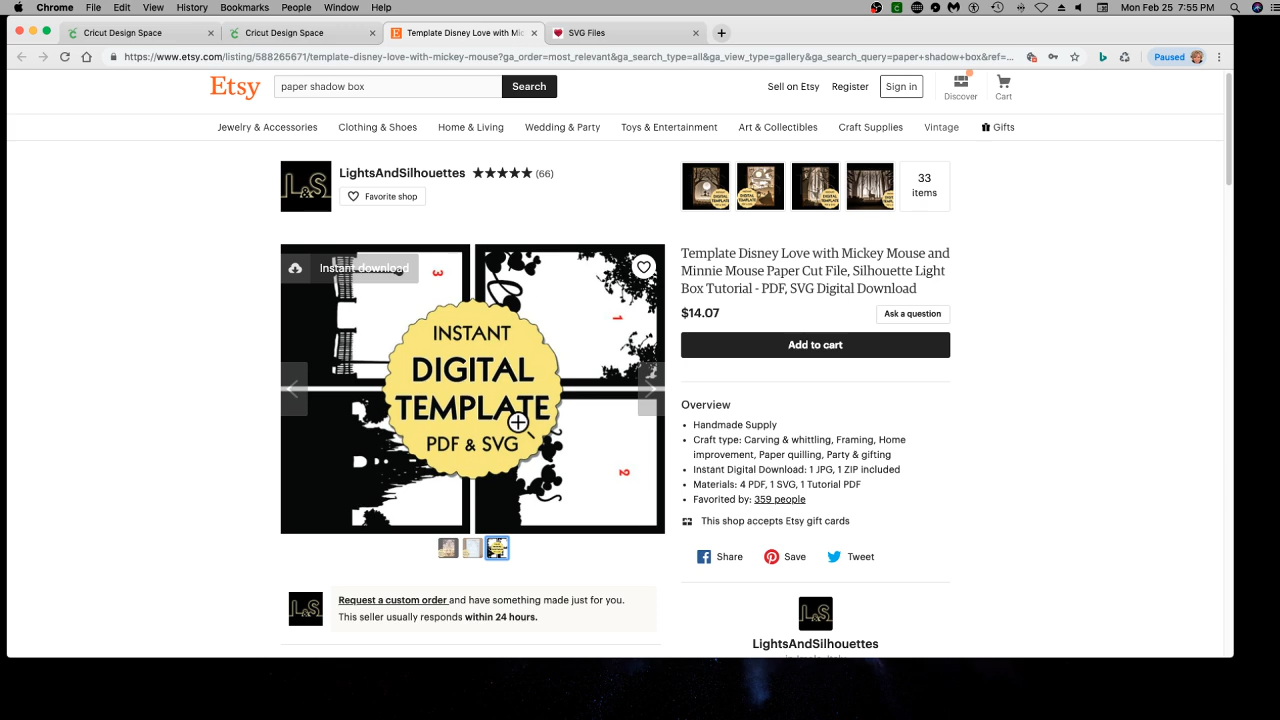 Chrome File Edit View History Bookmarks People Window Help Mon Feb 25 7:55 PM
Cricut Design Space × Cricut Design Space × Template Disney Love with Mic × SVG Files ×
https://www.etsy.com/listing/588265671/template-disney-love-with-mickey-mouse?ga_order=most_relevant&ga_search_type=all&ga_view_type=gallery&ga_search_query=paper+shadow+box&ref=... Paused
Etsy paper shadow box Search Sell on Etsy Register Sign in Discover Cart
Jewelry & Accessories Clothing & Shoes Home & Living Wedding & Party Toys & Entertainment Art & Collectibles Craft Supplies Vintage Gifts
L&S
LightsAndSilhouettes ★★★★★ (66)
Favorite shop
DIGITAL TEMPLATE
DIGITAL TEMPLATE
DIGITAL TEMPLATE
33
items
Instant download
3
1
INSTANT
DIGITAL
TEMPLATE
PDF & SVG
2
Template Disney Love with Mickey Mouse and
Minnie Mouse Paper Cut File, Silhouette Light
Box Tutorial - PDF, SVG Digital Download
$14.07 Ask a question
Add to cart
Overview
• Handmade Supply
• Craft type: Carving & whittling, Framing, Home
improvement, Paper quilling, Party & gifting
• Instant Digital Download: 1 JPG, 1 ZIP included
• Materials: 4 PDF, 1 SVG, 1 Tutorial PDF
• Favorited by: 359 people
This shop accepts Etsy gift cards
Share Save Tweet
L&S
Request a custom order and have something made just for you.
This seller usually responds within 24 hours.
L&S
LightsAndSilhouettes